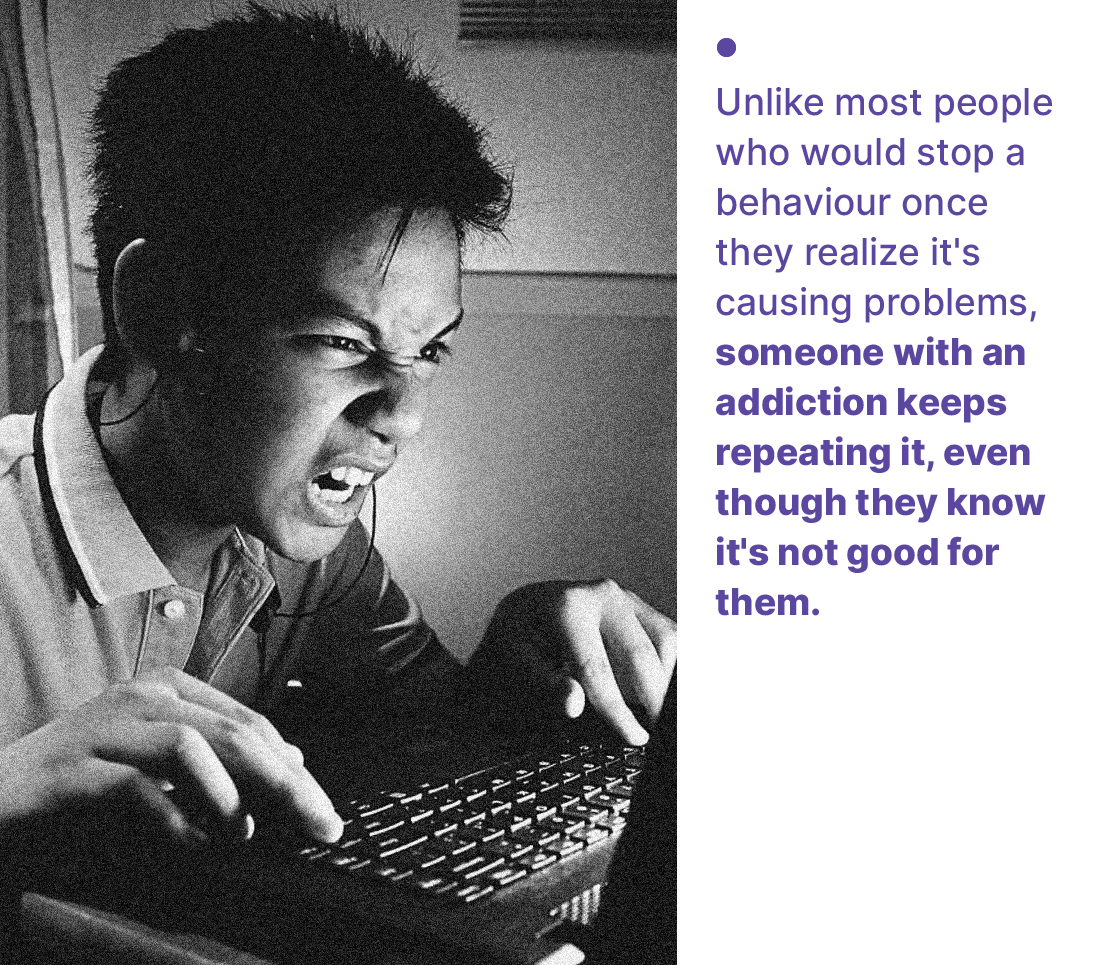 Unlike most people
who would stop a
behaviour once
they realize it's
causing problems,
someone with an
addiction keeps
repeating it, even
though they know
it's not good for
them.